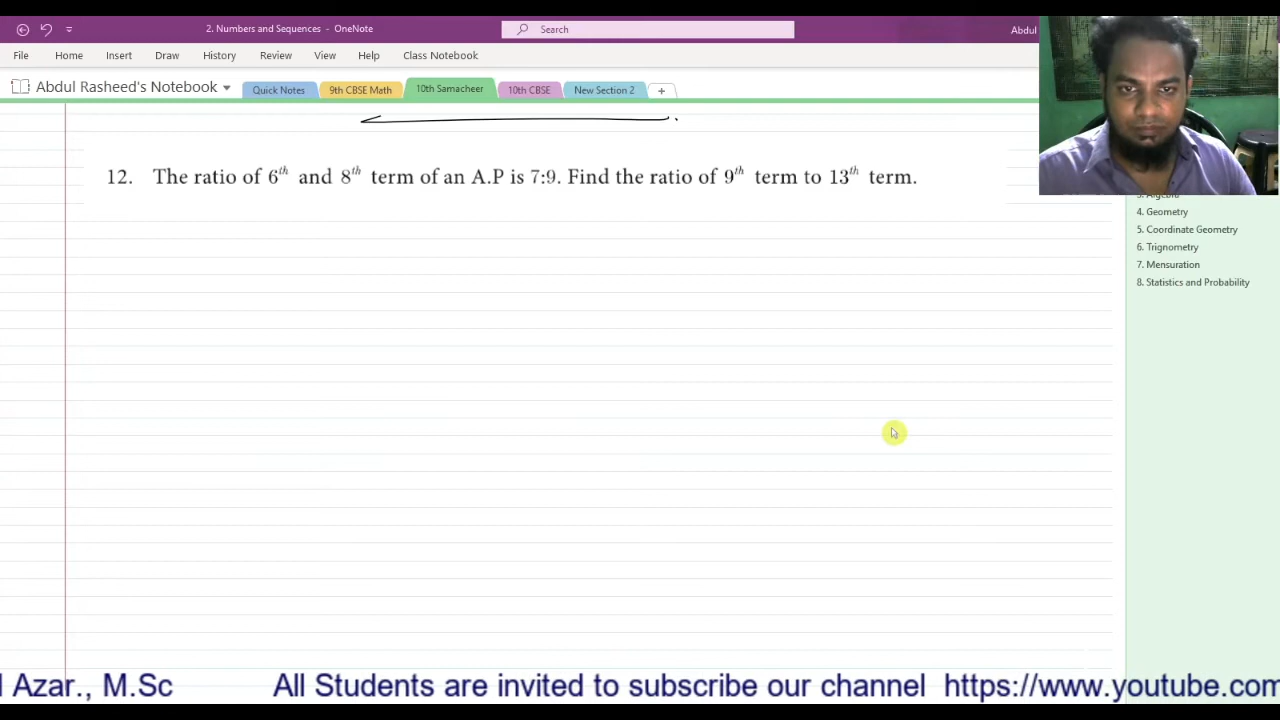 2. Numbers and Sequences - OneNote
Search
Abdul
File Home Insert Draw History Review View Help Class Notebook
Abdul Rasheed's Notebook
Quick Notes 9th CBSE Math 10th Samacheer 10th CBSE New Section 2 +
12. The ratio of 6th and 8th term of an A.P is 7:9. Find the ratio of 9th term to 13th term.
3. Algebra
4. Geometry
5. Coordinate Geometry
6. Trignometry
7. Mensuration
8. Statistics and Probability
Azar., M.Sc All Students are invited to subscribe our channel https://www.youtube.com